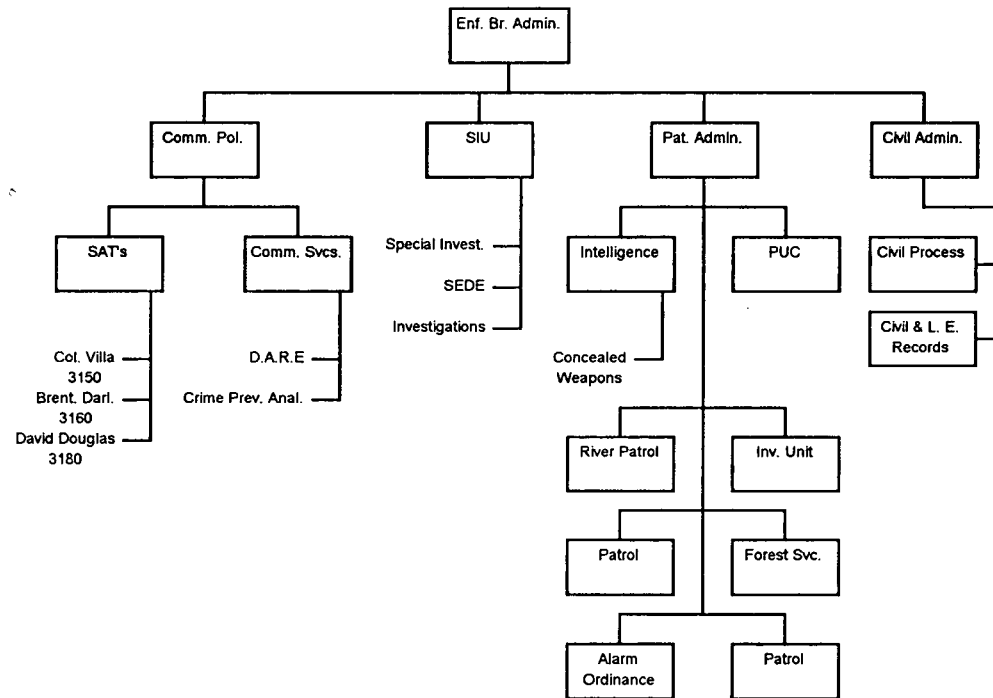 Enf. Br. Admin.
Comm. Pol.
SIU
Pat. Admin.
Civil Admin.
SAT's
Comm. Svcs.
Special Invest.
SEDE
Investigations
Intelligence
PUC
Civil Process
Civil & L. E.
Records
Col. Villa
3150
Brent. Darl.
3160
David Douglas
3180
D.A.R.E
Crime Prev. Anal.
Concealed
Weapons
River Patrol
Inv. Unit
Patrol
Forest Svc.
Alarm
Ordinance
Patrol